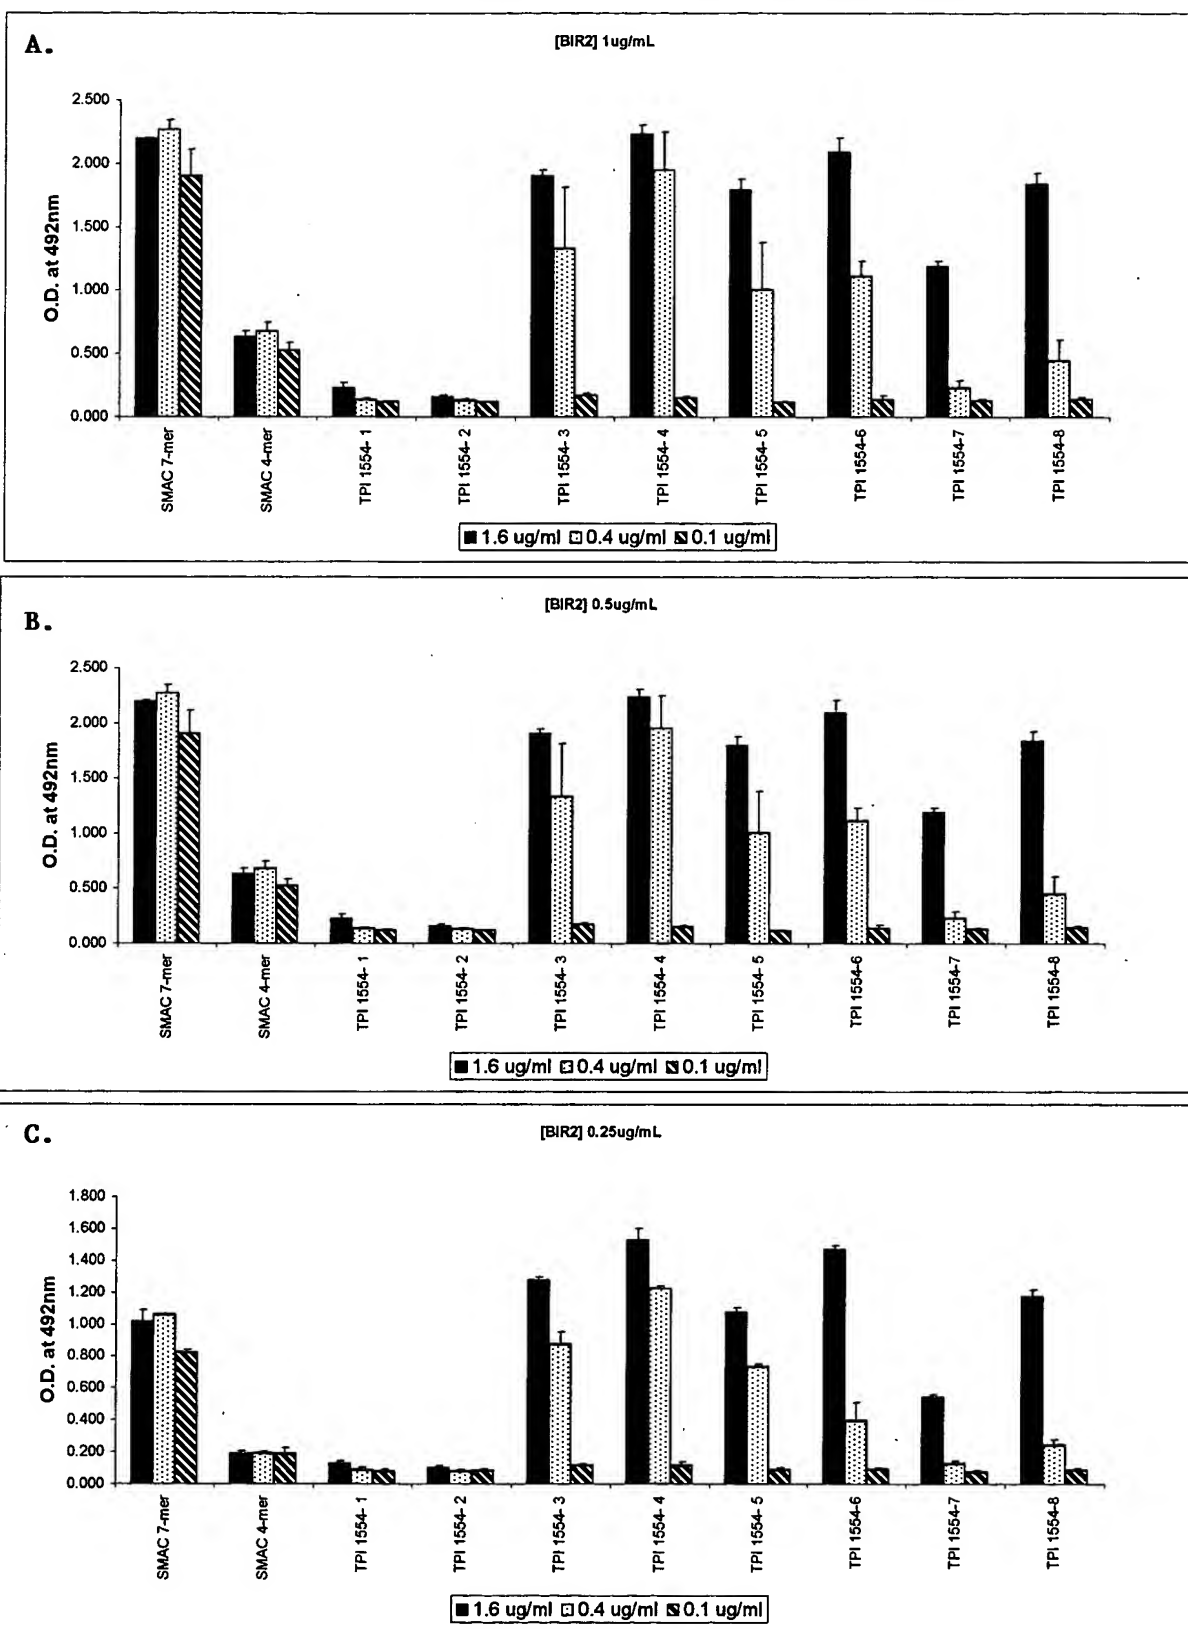 A.
[BIR2] 1ug/mL
2.500
2.000
1.500
1.000
0.500
0.000
O.D. at 492nm
SMAC 7-mer
SMAC 4-mer
TPI 1554- 1
TPI 1554- 2
TPI 1554- 3
TPI 1554- 4
TPI 1554- 5
TPI 1554-6
TPI 1554-7
TPI 1554-8
1.6 ug/ml 0.4 ug/ml 0.1 ug/ml
B.
[BIR2] 0.5ug/mL
2.500
2.000
1.500
1.000
0.500
0.000
O.D. at 492nm
SMAC 7-mer
SMAC 4-mer
TPI 1554- 1
TPI 1554- 2
TPI 1554- 3
TPI 1554- 4
TPI 1554- 5
TPI 1554-6
TPI 1554-7
TPI 1554-8
1.6 ug/ml 0.4 ug/ml 0.1 ug/ml
C.
[BIR2] 0.25ug/mL
1.800
1.600
1.400
1.200
1.000
0.800
0.600
0.400
0.200
0.000
O.D. at 492nm
SMAC 7-mer
SMAC 4-mer
TPI 1554- 1
TPI 1554- 2
TPI 1554- 3
TPI 1554- 4
TPI 1554- 5
TPI 1554-6
TPI 1554-7
TPI 1554-8
1.6 ug/ml 0.4 ug/ml 0.1 ug/ml